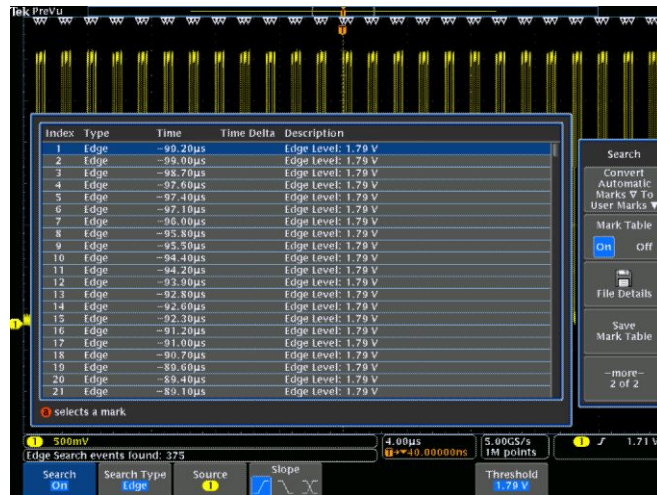 Tek PreVu
Index Type Time Time Delta Description
1 Edge −99.20µs Edge Level: 1.79 V
2 Edge −99.00µs Edge Level: 1.79 V
3 Edge −98.70µs Edge Level: 1.79 V
4 Edge −97.60µs Edge Level: 1.79 V
5 Edge −97.40µs Edge Level: 1.79 V
6 Edge −97.10µs Edge Level: 1.79 V
7 Edge −96.00µs Edge Level: 1.79 V
8 Edge −95.80µs Edge Level: 1.79 V
9 Edge −95.50µs Edge Level: 1.79 V
10 Edge −94.40µs Edge Level: 1.79 V
11 Edge −94.20µs Edge Level: 1.79 V
12 Edge −93.90µs Edge Level: 1.79 V
13 Edge −92.80µs Edge Level: 1.79 V
14 Edge −92.60µs Edge Level: 1.79 V
15 Edge −92.30µs Edge Level: 1.79 V
16 Edge −91.20µs Edge Level: 1.79 V
17 Edge −91.00µs Edge Level: 1.79 V
18 Edge −90.70µs Edge Level: 1.79 V
19 Edge −89.60µs Edge Level: 1.79 V
20 Edge −89.40µs Edge Level: 1.79 V
21 Edge −89.10µs Edge Level: 1.79 V
a selects a mark
Search
Convert
Automatic
Marks ▽ To
User Marks ▼
Mark Table
On Off
File Details
Save
Mark Table
—more—
2 of 2
1
1 500mV
4.00µs
T→▼40.00000ns
5.00GS/s
1M points
1 1.71 V
Edge Search events found: 375
Search
On
Search Type
Edge
Source
1
Slope
Threshold
1.79 V